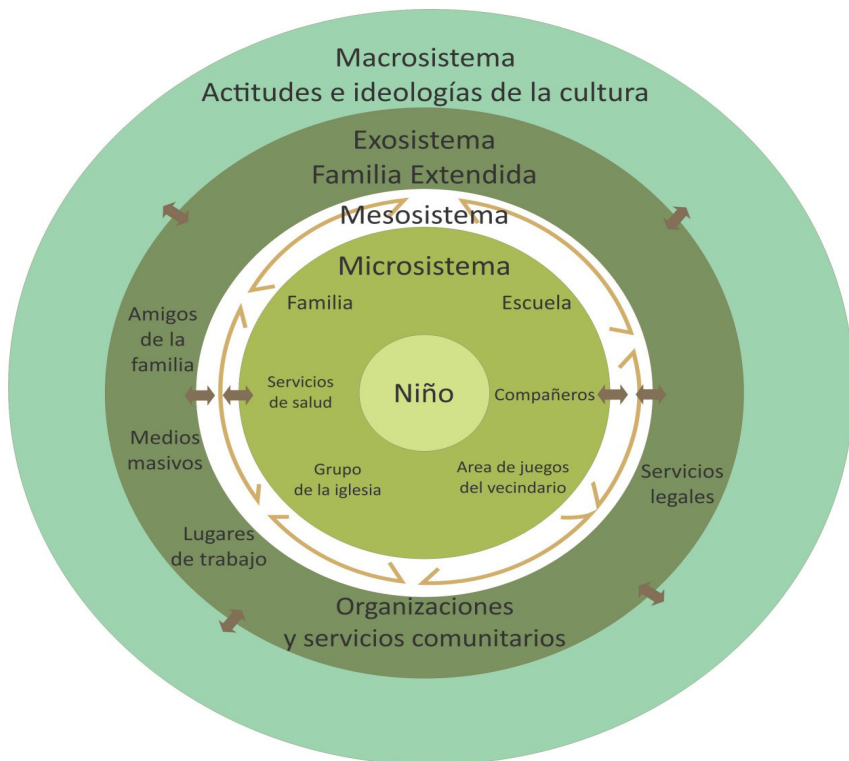 Macrosistema
Actitudes e ideologías de la cultura
Exosistema
Familia Extendida
Mesosistema
Microsistema
Familia
Escuela
Amigos
de la
familia
Servicios
de salud
Niño
Compañeros
Medios
masivos
Grupo
de la iglesia
Area de juegos
del vecindario
Servicios
legales
Lugares
de trabajo
Organizaciones
y servicios comunitarios